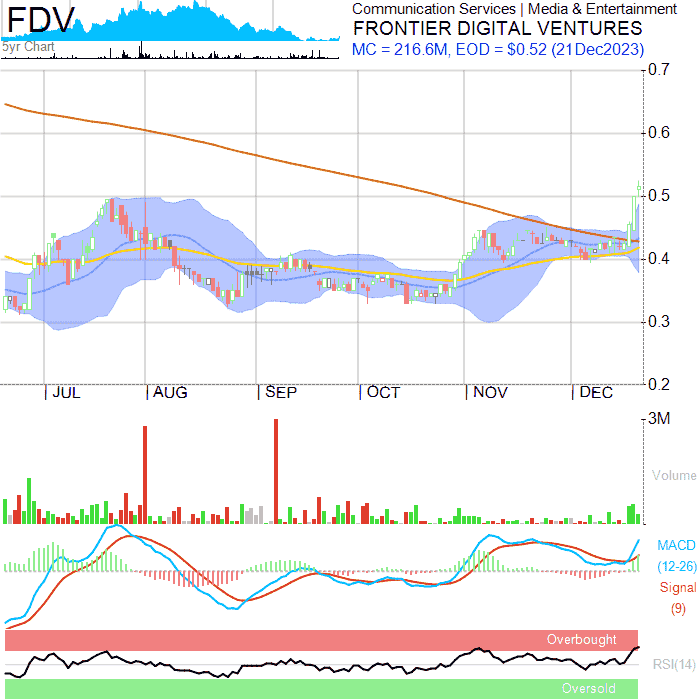 FDV
5yr Chart
Communication Services | Media & Entertainment
FRONTIER DIGITAL VENTURES
MC = 216.6M, EOD = $0.52 (21Dec2023)
0.7
0.6
0.5
0.4
0.3
0.2
JUL AUG SEP OCT NOV DEC
3M
Volume
MACD
(12-26)
Signal
(9)
Overbought
RSI(14)
Oversold